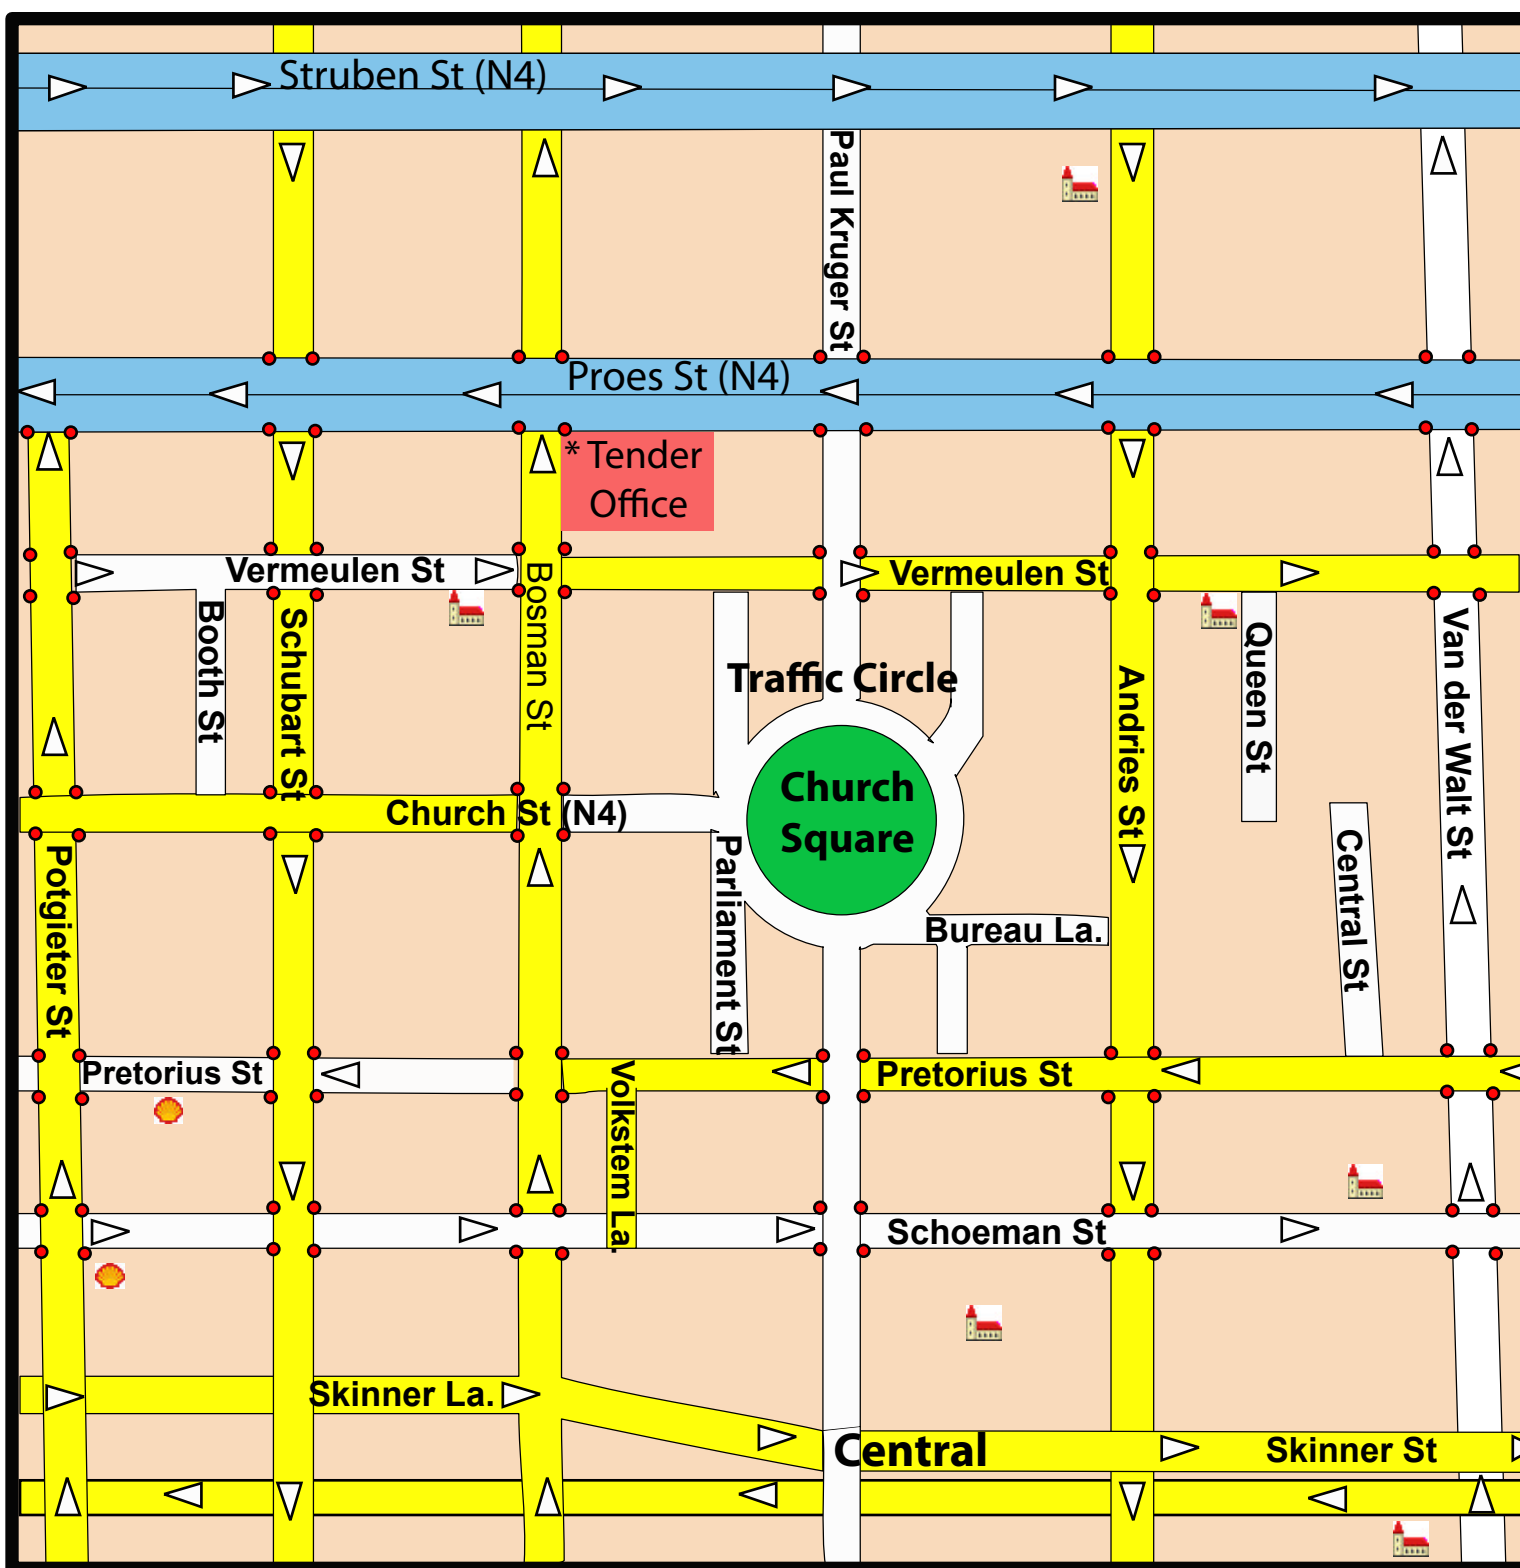 Struben St (N4)
Paul Kruger St
Proes St (N4)
* Tender
Office
Vermeulen St
Vermeulen St
Booth St
Schubart St
Bosman St
Traffic Circle
Andries St
Queen St
Van der Walt St
Church
Square
Church St (N4)
Potgieter St
Parliament St
Central St
Bureau La.
Pretorius St
Volkstem La.
Pretorius St
Schoeman St
Skinner La.
Central
Skinner St